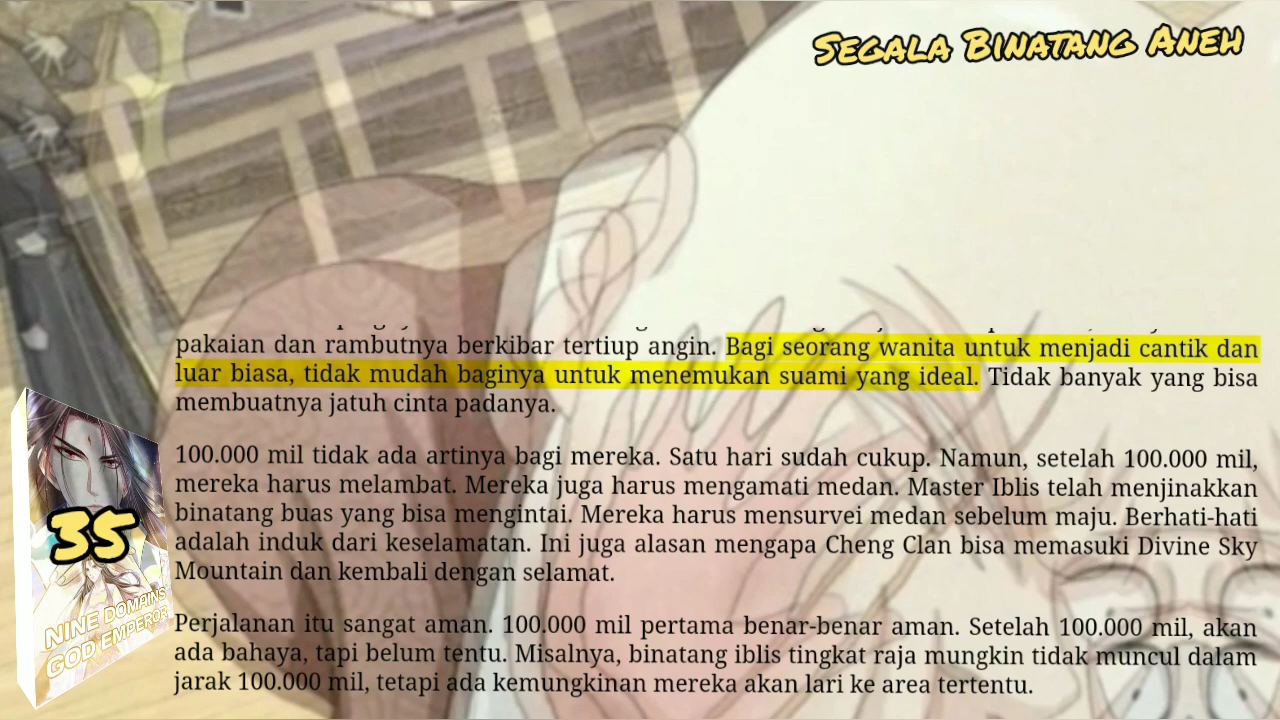 Segala Binatang Aneh
pakaian dan rambutnya berkibar tertiup angin. Bagi seorang wanita untuk menjadi cantik dan
luar biasa, tidak mudah baginya untuk menemukan suami yang ideal. Tidak banyak yang bisa
membuatnya jatuh cinta padanya.
100.000 mil tidak ada artinya bagi mereka. Satu hari sudah cukup. Namun, setelah 100.000 mil,
mereka harus melambat. Mereka juga harus mengamati medan. Master Iblis telah menjinakkan
binatang buas yang bisa mengintai. Mereka harus mensurvei medan sebelum maju. Berhati-hati
adalah induk dari keselamatan. Ini juga alasan mengapa Cheng Clan bisa memasuki Divine Sky
Mountain dan kembali dengan selamat.
Perjalanan itu sangat aman. 100.000 mil pertama benar-benar aman. Setelah 100.000 mil, akan
ada bahaya, tapi belum tentu. Misalnya, binatang iblis tingkat raja mungkin tidak muncul dalam
jarak 100.000 mil, tetapi ada kemungkinan mereka akan lari ke area tertentu.
35
NINE DOMAINS
GOD EMPEROR